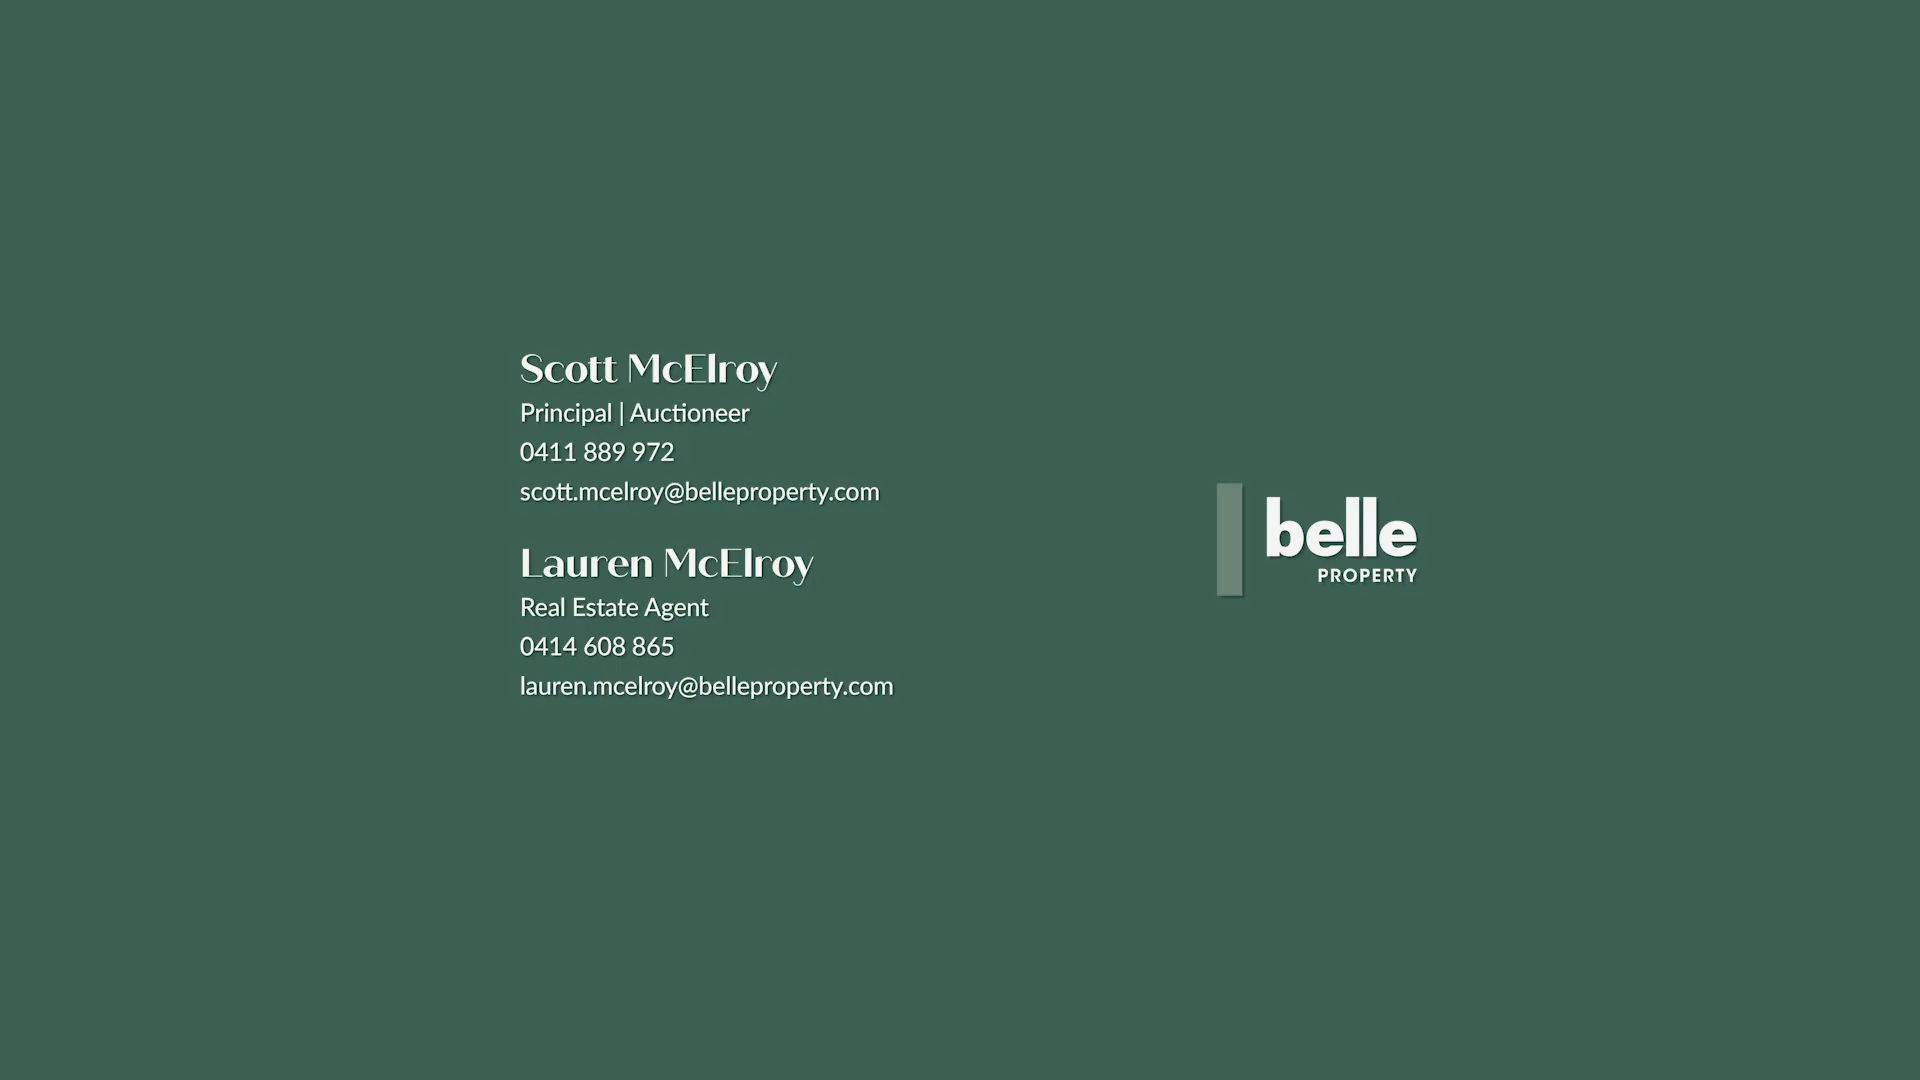 Scott McElroy
Principal | Auctioneer
0411 889 972
scott.mcelroy@belleproperty.com
Lauren McElroy
Real Estate Agent
0414 608 865
lauren.mcelroy@belleproperty.com
belle
PROPERTY